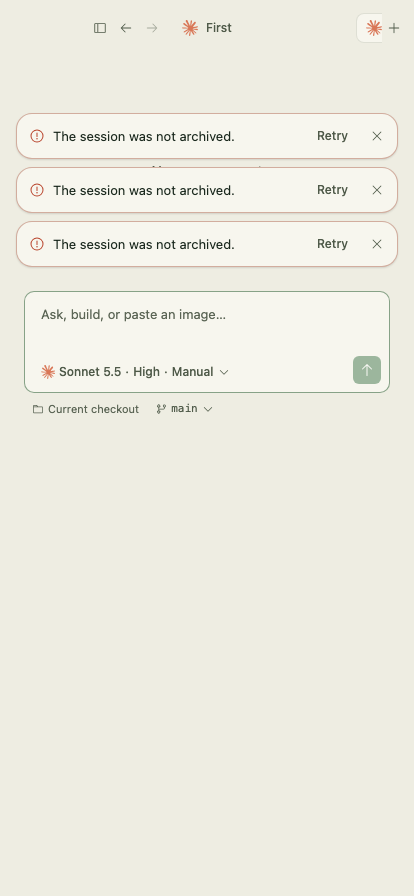 First
The session was not archived. Retry
The session was not archived. Retry
The session was not archived. Retry
Ask, build, or paste an image...
Sonnet 5.5 · High · Manual
Current checkout main